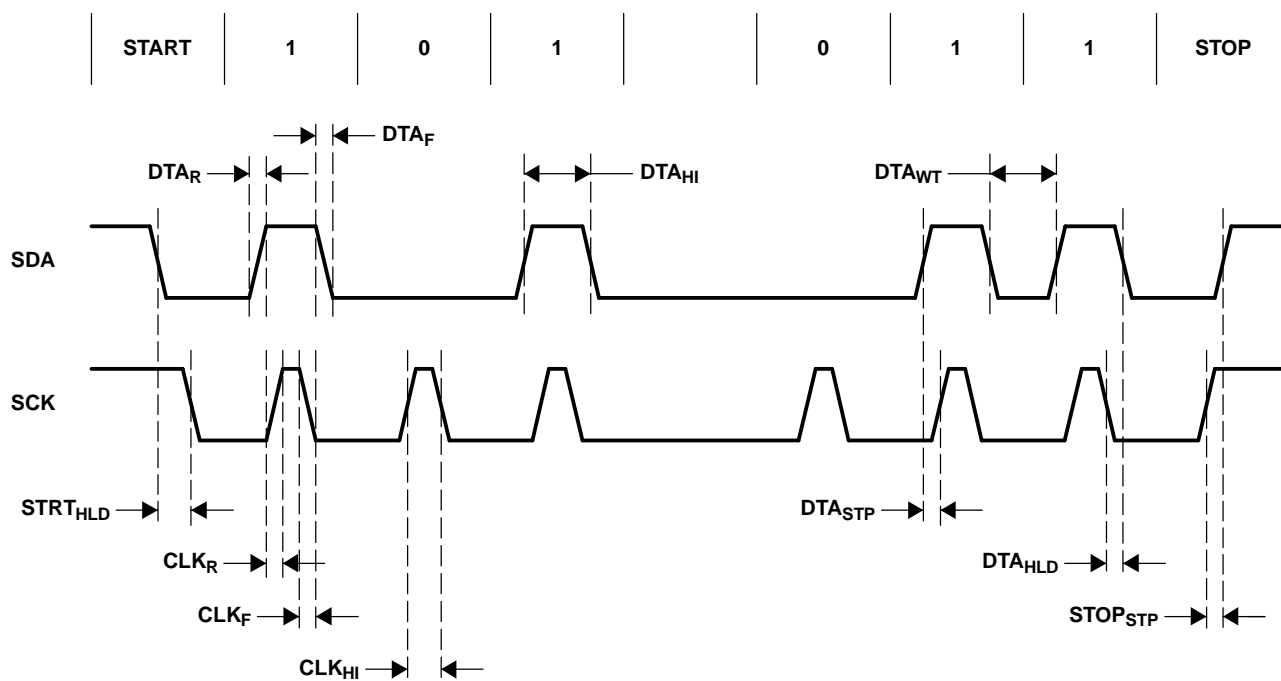 START 1 0 1 0 1 1 STOP
DTAF
DTAR DTAHI DTAWT
SDA
SCK
STRTHLD DTASTP
CLKR DTAHLD
CLKF STOPSTP
CLKHI